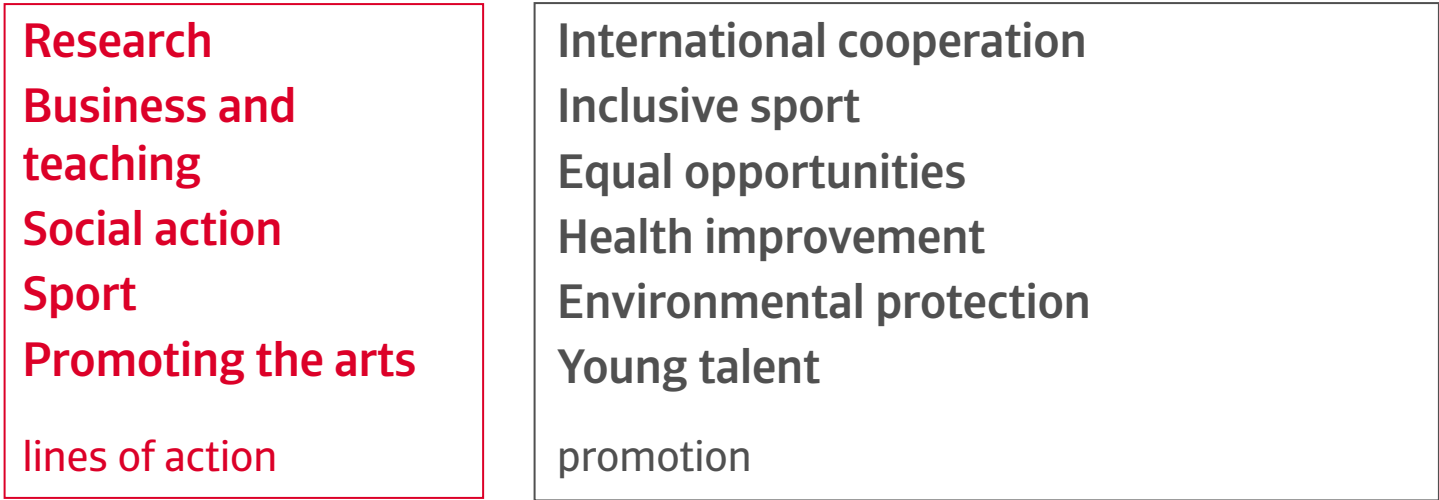 Research
Business and
teaching
Social action
Sport
Promoting the arts
lines of action
International cooperation
Inclusive sport
Equal opportunities
Health improvement
Environmental protection
Young talent
promotion